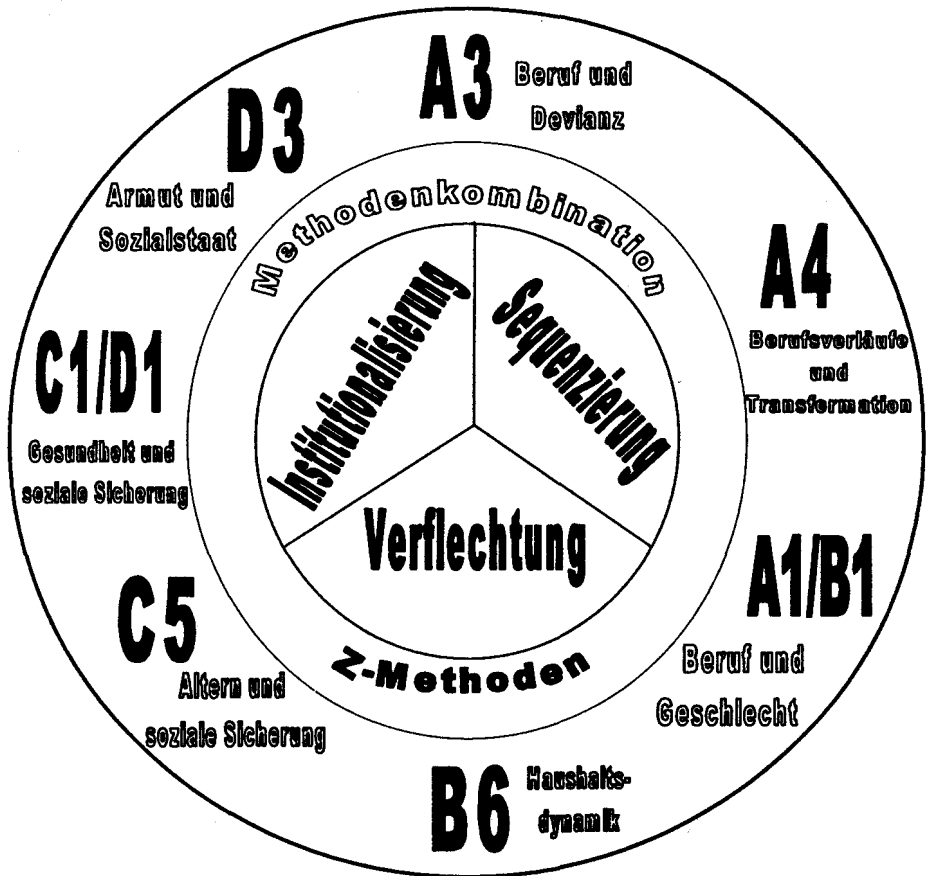 A3
Beruf und
Devianz
D3
Armut und
Sozialstaat
Methodenkombination
A4
Berufsverläufe
und
Transformation
Institutionalisierung
Sequenzierung
Verflechtung
C1/D1
Gesundheit und
soziale Sicherung
A1/B1
Beruf und
Geschlecht
C5
Altern und
soziale Sicherung
Z-Methoden
B6
Haushalts-
dynamik